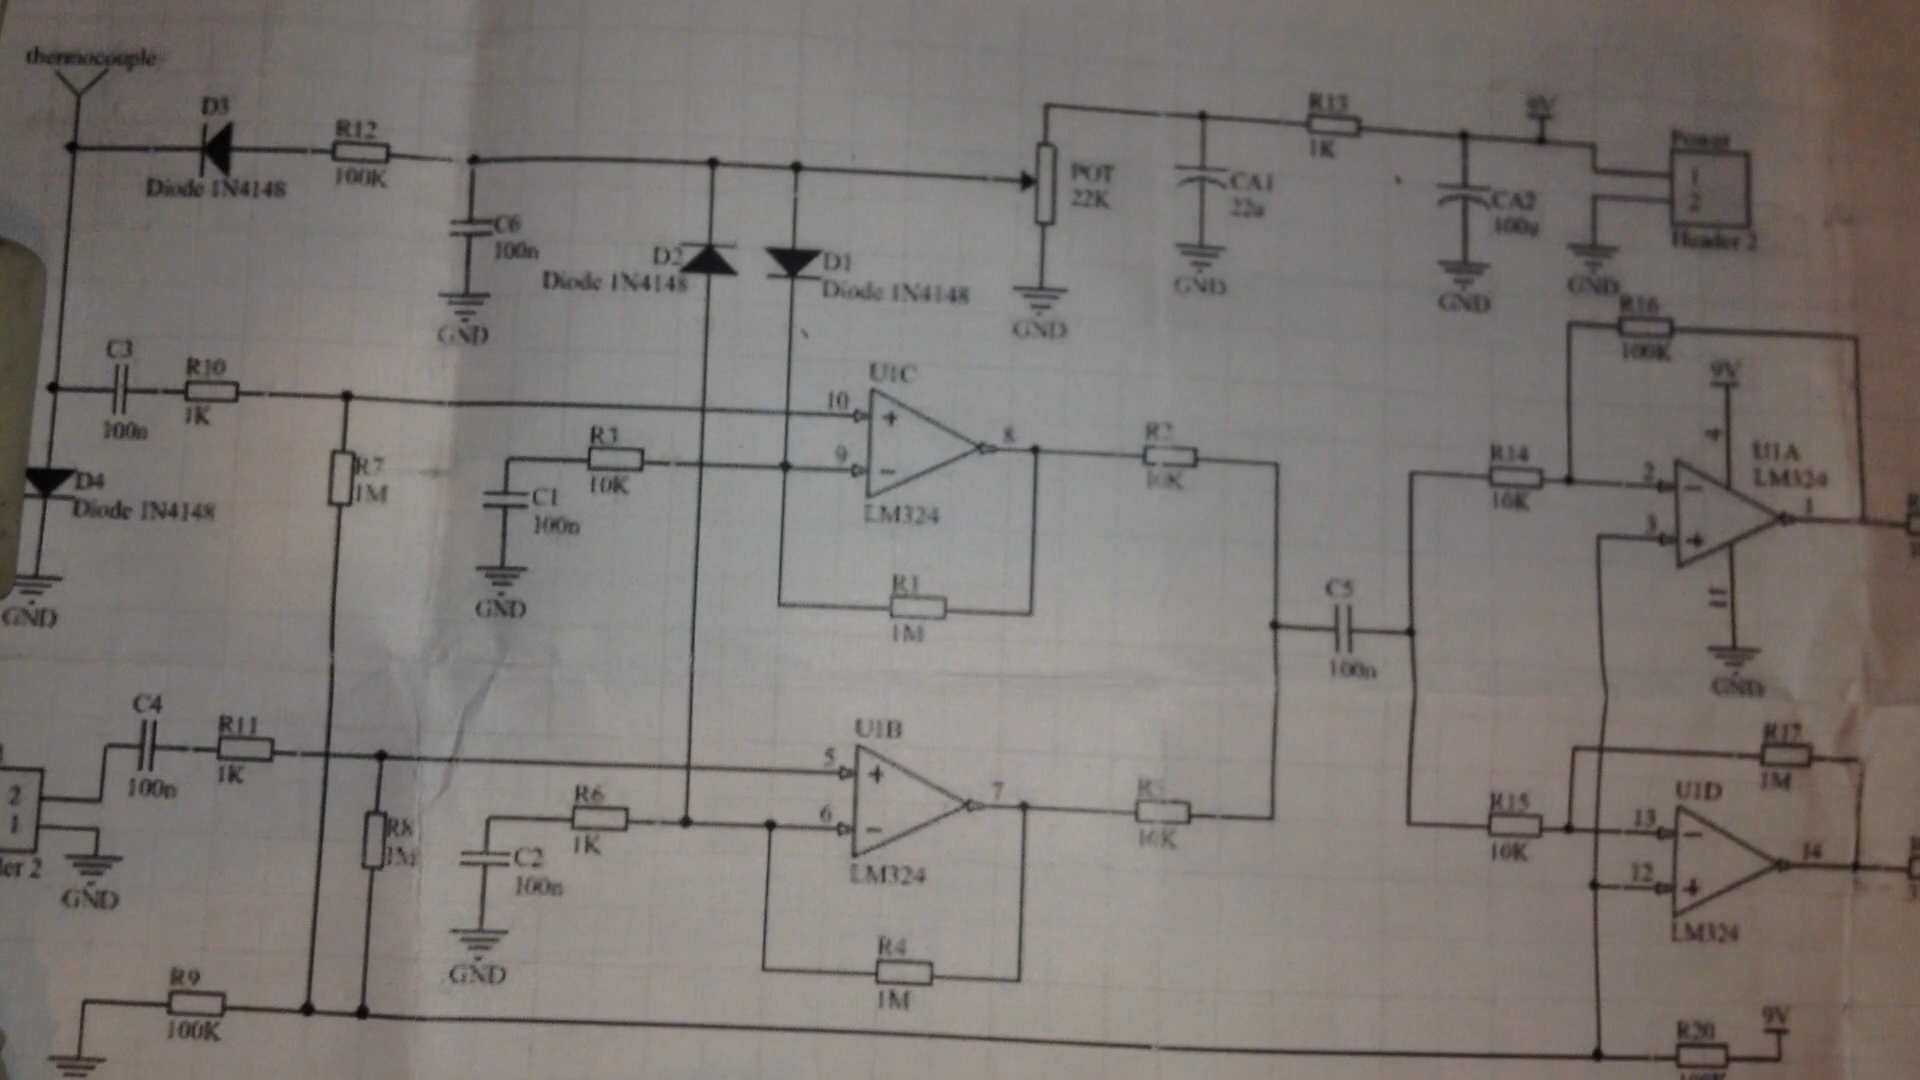 thermocouple
D3
Diode 1N4148
R12
100K
C6
100n
GND
D2
Diode 1N4148
D1
Diode 1N4148
POT
22K
GND
CA1
22u
GND
R13
1K
CA2
100u
GND
9V
Power
1
2
Header 2
GND
C3
100n
R10
1K
D4
Diode 1N4148
GND
R7
1M
R3
10K
C1
100n
GND
U1C
10
9
8
LM324
R1
1M
R2
10K
C5
100n
R14
10K
R16
100K
9V
4
U1A
LM324
2
3
1
11
GND
C4
100n
R11
1K
2
1
GND
R8
1M
R6
1K
C2
100n
GND
U1B
5
6
7
LM324
R4
1M
10K
R15
10K
R17
1M
U1D
13
12
14
LM324
R9
100K
R20
9V